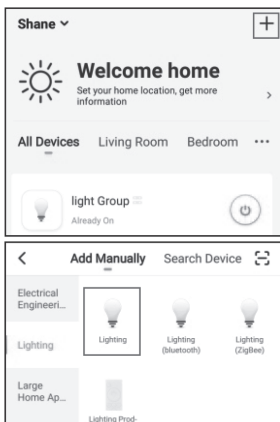 Shane
Welcome home
Set your home location, get more
information
All Devices Living Room Bedroom ...
light Group
Already On
Add Manually Search Device
Electrical
Engineeri...
Lighting
Lighting
Lighting
(bluetooth)
Lighting
(ZigBee)
Large
Home Ap...
Lighting Prod-